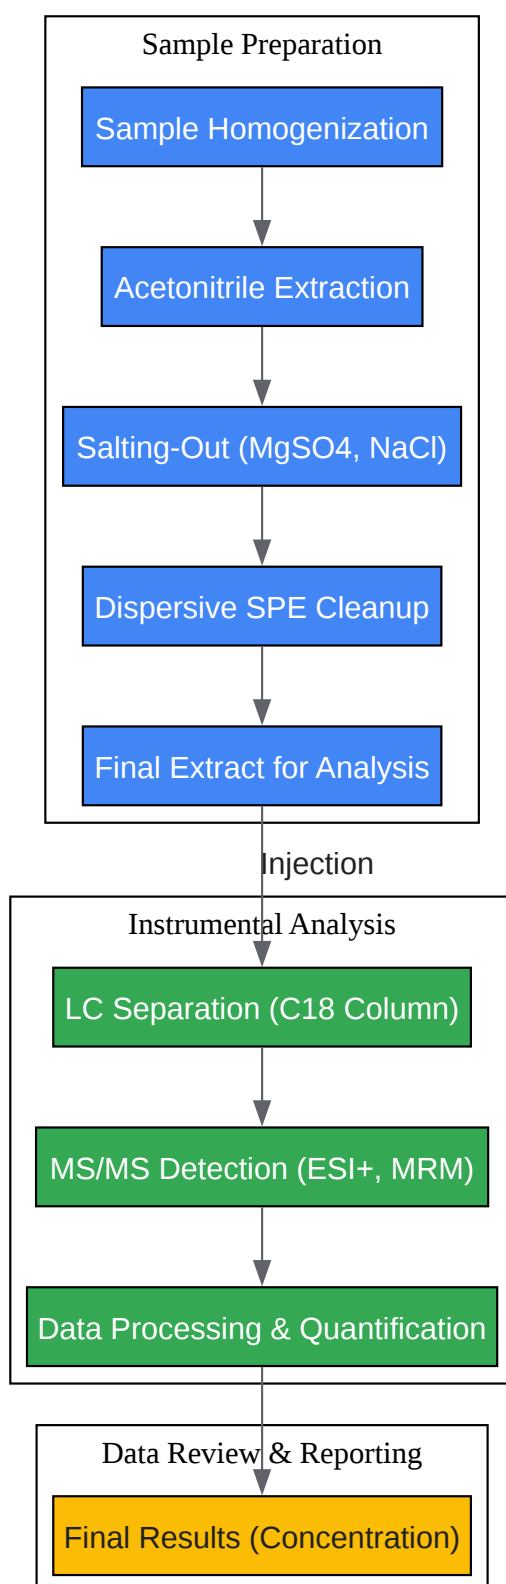 Sample Preparation
Sample Homogenization
Acetonitrile Extraction
Salting-Out (MgSO4, NaCl)
Dispersive SPE Cleanup
Final Extract for Analysis
Injection
Instrumental Analysis
LC Separation (C18 Column)
MS/MS Detection (ESI+, MRM)
Data Processing & Quantification
Data Review & Reporting
Final Results (Concentration)